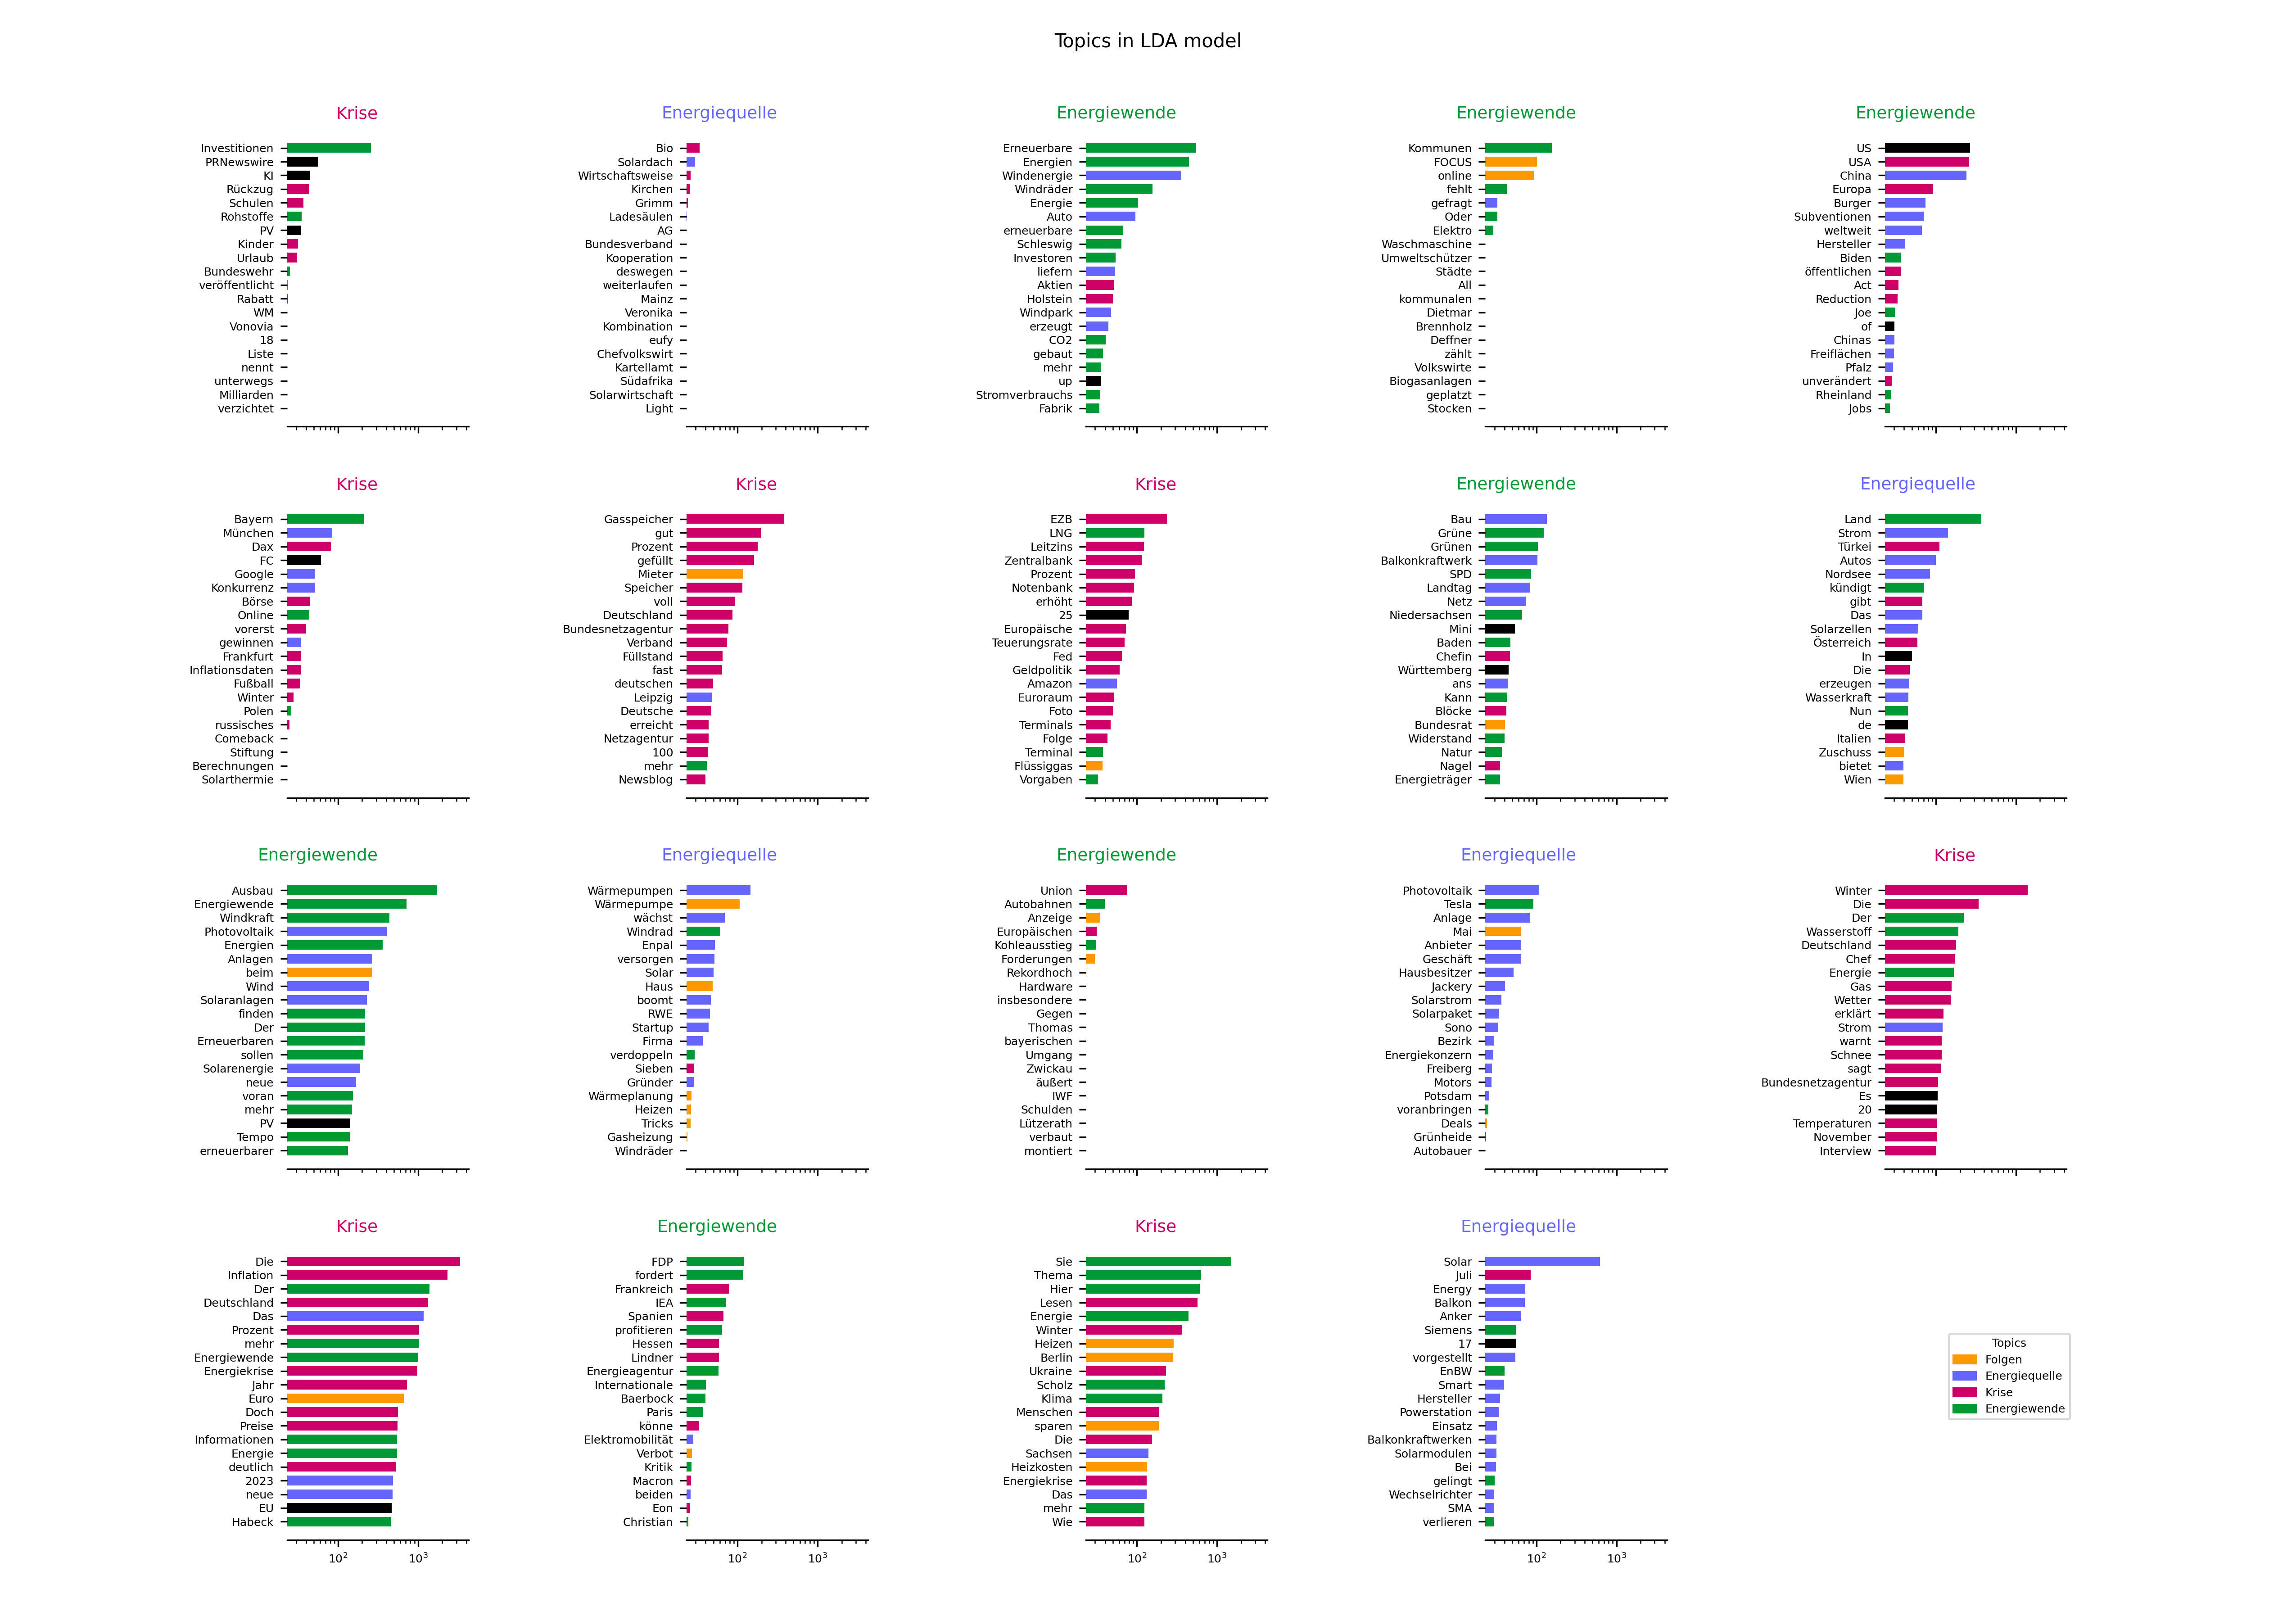 Topics in LDA model
Krise
Investitionen
PRNewswire
KI
Rückzug
Schulen
Rohstoffe
PV
Kinder
Urlaub
Bundeswehr
veröffentlicht
Rabatt
WM
Vonovia
18
Liste
nennt
unterwegs
Milliarden
verzichtet
Energiequelle
Bio
Solardach
Wirtschaftsweise
Kirchen
Grimm
Ladesäulen
AG
Bundesverband
Kooperation
deswegen
weiterlaufen
Mainz
Veronika
Kombination
eufy
Chefvolkswirt
Kartellamt
Südafrika
Solarwirtschaft
Light
Energiewende
Erneuerbare
Energien
Windenergie
Windräder
Energie
Auto
erneuerbare
Schleswig
Investoren
liefern
Aktien
Holstein
Windpark
erzeugt
CO2
gebaut
mehr
up
Stromverbrauchs
Fabrik
Energiewende
Kommunen
FOCUS
online
fehlt
gefragt
Oder
Elektro
Waschmaschine
Umweltschützer
Städte
All
kommunalen
Dietmar
Brennholz
Deffner
zählt
Volkswirte
Biogasanlagen
geplatzt
Stocken
Energiewende
US
USA
China
Europa
Burger
Subventionen
weltweit
Hersteller
Biden
öffentlichen
Act
Reduction
Joe
of
Chinas
Freiflächen
Pfalz
unverändert
Rheinland
Jobs
Krise
Bayern
München
Dax
FC
Google
Konkurrenz
Börse
Online
vorerst
gewinnen
Frankfurt
Inflationsdaten
Fußball
Winter
Polen
russisches
Comeback
Stiftung
Berechnungen
Solarthermie
Krise
Gasspeicher
gut
Prozent
gefüllt
Mieter
Speicher
voll
Deutschland
Bundesnetzagentur
Verband
Füllstand
fast
deutschen
Leipzig
Deutsche
erreicht
Netzagentur
100
mehr
Newsblog
Krise
EZB
LNG
Leitzins
Zentralbank
Prozent
Notenbank
erhöht
25
Europäische
Teuerungsrate
Fed
Geldpolitik
Amazon
Euroraum
Foto
Terminals
Folge
Terminal
Flüssiggas
Vorgaben
Energiewende
Bau
Grüne
Grünen
Balkonkraftwerk
SPD
Landtag
Netz
Niedersachsen
Mini
Baden
Chefin
Württemberg
ans
Kann
Blöcke
Bundesrat
Widerstand
Natur
Nagel
Energieträger
Energiequelle
Land
Strom
Türkei
Autos
Nordsee
kündigt
gibt
Das
Solarzellen
Österreich
In
Die
erzeugen
Wasserkraft
Nun
de
Italien
Zuschuss
bietet
Wien
Energiewende
Ausbau
Energiewende
Windkraft
Photovoltaik
Energien
Anlagen
beim
Wind
Solaranlagen
finden
Der
Erneuerbaren
sollen
Solarenergie
neue
voran
mehr
PV
Tempo
erneuerbarer
Energiequelle
Wärmepumpen
Wärmepumpe
wächst
Windrad
Enpal
versorgen
Solar
Haus
boomt
RWE
Startup
Firma
verdoppeln
Sieben
Gründer
Wärmeplanung
Heizen
Tricks
Gasheizung
Windräder
Energiewende
Union
Autobahnen
Anzeige
Europäischen
Kohleausstieg
Forderungen
Rekordhoch
Hardware
insbesondere
Gegen
Thomas
bayerischen
Umgang
Zwickau
äußert
IWF
Schulden
Lützerath
verbaut
montiert
Energiequelle
Photovoltaik
Tesla
Anlage
Mai
Anbieter
Geschäft
Hausbesitzer
Jackery
Solarstrom
Solarpaket
Sono
Bezirk
Energiekonzern
Freiberg
Motors
Potsdam
voranbringen
Deals
Grünheide
Autobauer
Krise
Winter
Die
Der
Wasserstoff
Deutschland
Chef
Energie
Gas
Wetter
erklärt
Strom
warnt
Schnee
sagt
Bundesnetzagentur
Es
20
Temperaturen
November
Interview
Krise
Die
Inflation
Der
Deutschland
Das
Prozent
mehr
Energiewende
Energiekrise
Jahr
Euro
Doch
Preise
Informationen
Energie
deutlich
2023
neue
EU
Habeck
10² 10³
Energiewende
FDP
fordert
Frankreich
IEA
Spanien
profitieren
Hessen
Lindner
Energieagentur
Internationale
Baerbock
Paris
könne
Elektromobilität
Verbot
Kritik
Macron
beiden
Eon
Christian
10² 10³
Krise
Sie
Thema
Hier
Lesen
Energie
Winter
Heizen
Berlin
Ukraine
Scholz
Klima
Menschen
sparen
Die
Sachsen
Heizkosten
Energiekrise
Das
mehr
Wie
10² 10³
Energiequelle
Solar
Juli
Energy
Balkon
Anker
Siemens
17
vorgestellt
EnBW
Smart
Hersteller
Powerstation
Einsatz
Balkonkraftwerken
Solarmodulen
Bei
gelingt
Wechselrichter
SMA
verlieren
10² 10³
Topics
Folgen
Energiequelle
Krise
Energiewende